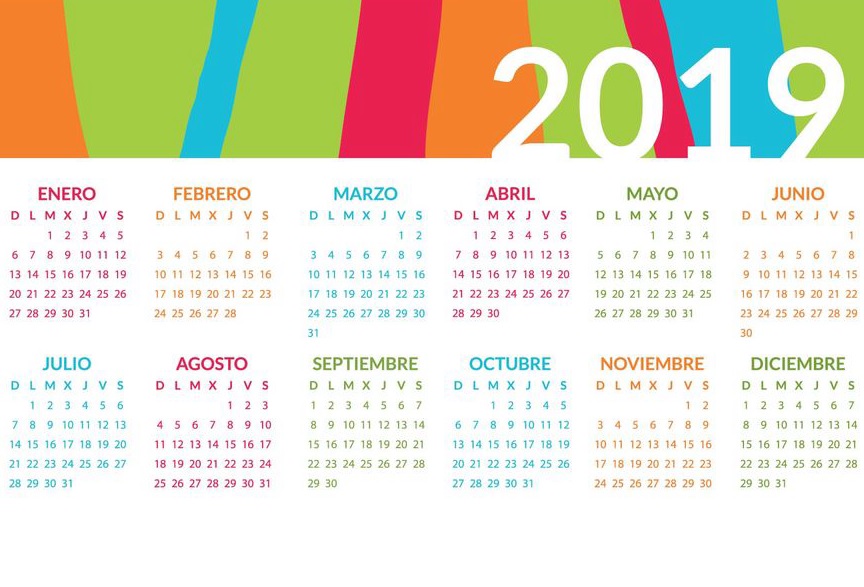 2019
ENERO
D L M X J V S
1 2 3 4 5
6 7 8 9 10 11 12
13 14 15 16 17 18 19
20 21 22 23 24 25 26
27 28 29 30 31
FEBRERO
D L M X J V S
1 2
3 4 5 6 7 8 9
10 11 12 13 14 15 16
17 18 19 20 21 22 23
24 25 26 27 28
MARZO
D L M X J V S
1 2
3 4 5 6 7 8 9
10 11 12 13 14 15 16
17 18 19 20 21 22 23
24 25 26 27 28 29 30
31
ABRIL
D L M X J V S
1 2 3 4 5 6
7 8 9 10 11 12 13
14 15 16 17 18 19 20
21 22 23 24 25 26 27
28 29 30
MAYO
D L M X J V S
1 2 3 4
5 6 7 8 9 10 11
12 13 14 15 16 17 18
19 20 21 22 23 24 25
26 27 28 29 30 31
JUNIO
D L M X J V S
1
2 3 4 5 6 7 8
9 10 11 12 13 14 15
16 17 18 19 20 21 22
23 24 25 26 27 28 29
30
JULIO
D L M X J V S
1 2 3 4 5 6
7 8 9 10 11 12 13
14 15 16 17 18 19 20
21 22 23 24 25 26 27
28 29 30 31
AGOSTO
D L M X J V S
1 2 3
4 5 6 7 8 9 10
11 12 13 14 15 16 17
18 19 20 21 22 23 24
25 26 27 28 29 30 31
SEPTIEMBRE
D L M X J V S
1 2 3 4 5 6 7
8 9 10 11 12 13 14
15 16 17 18 19 20 21
22 23 24 25 26 27 28
29 30
OCTUBRE
D L M X J V S
1 2 3 4 5
6 7 8 9 10 11 12
13 14 15 16 17 18 19
20 21 22 23 24 25 26
27 28 29 30 31
NOVIEMBRE
D L M X J V S
1 2
3 4 5 6 7 8 9
10 11 12 13 14 15 16
17 18 19 20 21 22 23
24 25 26 27 28 29 30
DICIEMBRE
D L M X J V S
1 2 3 4 5 6 7
8 9 10 11 12 13 14
15 16 17 18 19 20 21
22 23 24 25 26 27 28
29 30 31